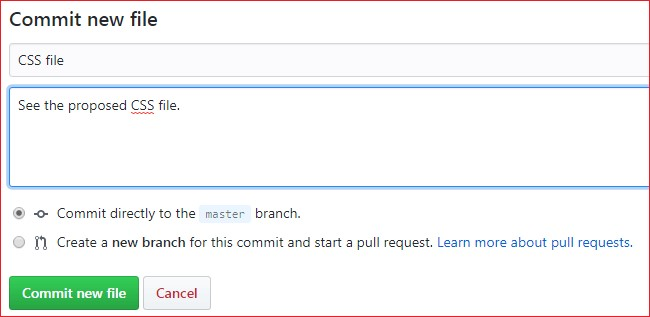 Commit new file
CSS file
See the proposed CSS file.
Commit directly to the master branch.
Create a new branch for this commit and start a pull request. Learn more about pull requests.
Commit new file Cancel